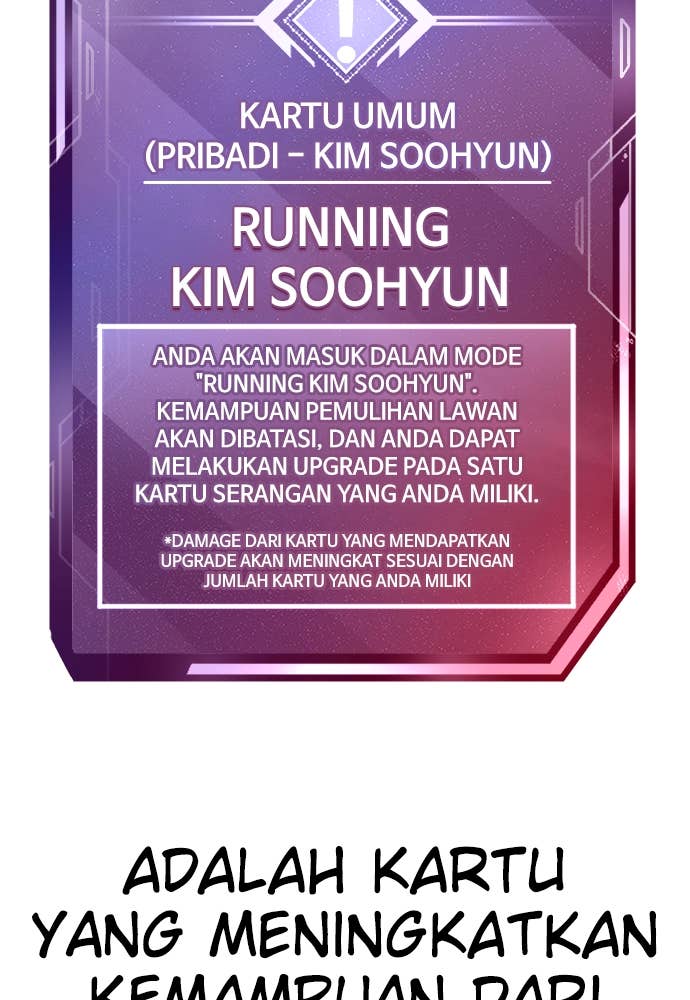 !
KARTU UMUM
(PRIBADI - KIM SOOHYUN)
RUNNING
KIM SOOHYUN
ANDA AKAN MASUK DALAM MODE
"RUNNING KIM SOOHYUN".
KEMAMPUAN PEMULIHAN LAWAN
AKAN DIBATASI, DAN ANDA DAPAT
MELAKUKAN UPGRADE PADA SATU
KARTU SERANGAN YANG ANDA MILIKI.
*DAMAGE DARI KARTU YANG MENDAPATKAN
UPGRADE AKAN MENINGKAT SESUAI DENGAN
JUMLAH KARTU YANG ANDA MILIKI
ADALAH KARTU
YANG MENINGKATKAN
KEMAMPUAN DARI